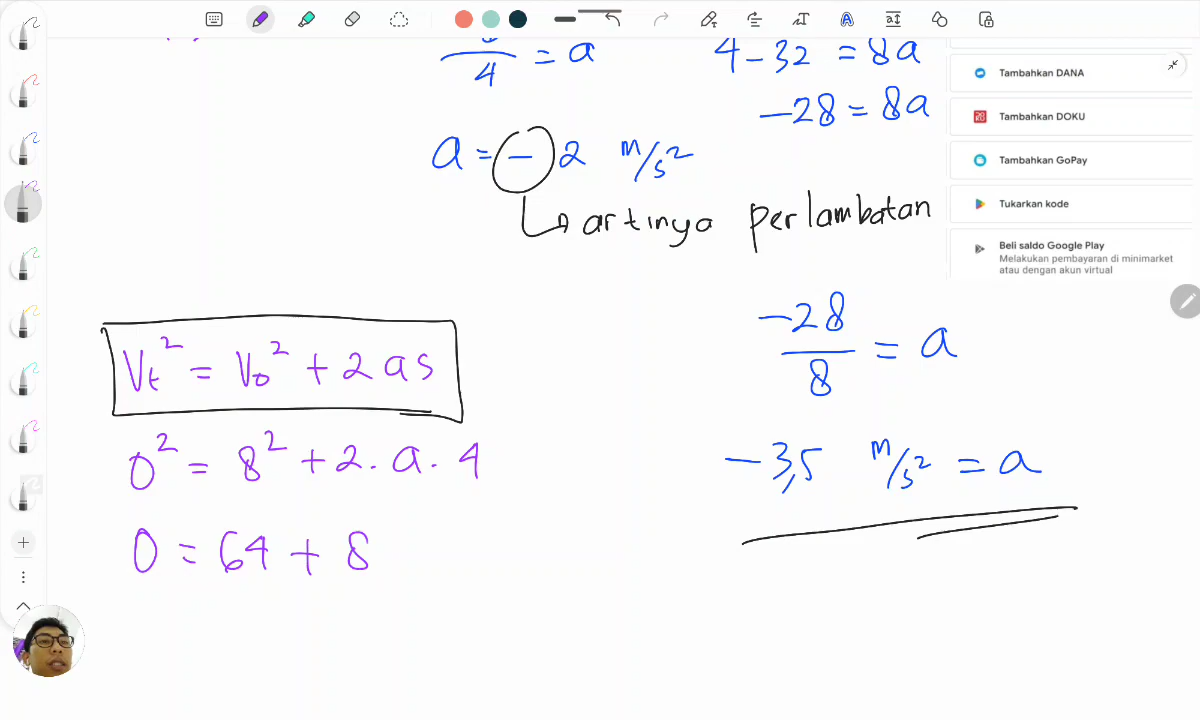 4 = a
4 - 32 = 8a
-28 = 8a
a = - 2 m/s²
artinya perlambatan
Tambahkan DANA
Tambahkan DOKU
Tambahkan GoPay
Tukarkan kode
Beli saldo Google Play
Melakukan pembayaran di minimarket
atau dengan akun virtual
Vt² = V0² + 2 as
0² = 8² + 2. a. 4
0 = 64 + 8
-28/8 = a
-3,5 m/s² = a